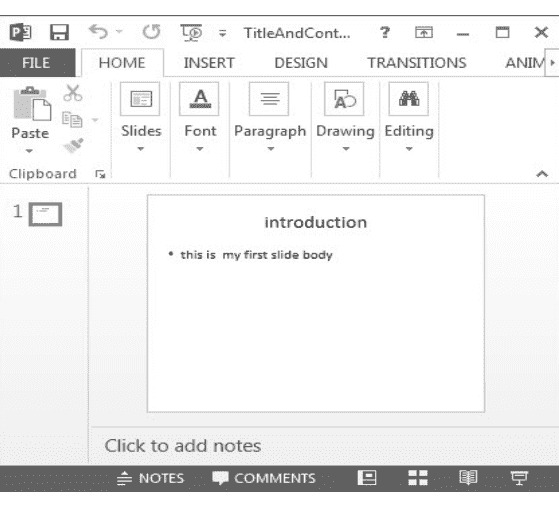 TitleAndCont... ?
FILE HOME INSERT DESIGN TRANSITIONS ANIM
Paste Slides Font Paragraph Drawing Editing
Clipboard
1
introduction
• this is my first slide body
Click to add notes
NOTES COMMENTS